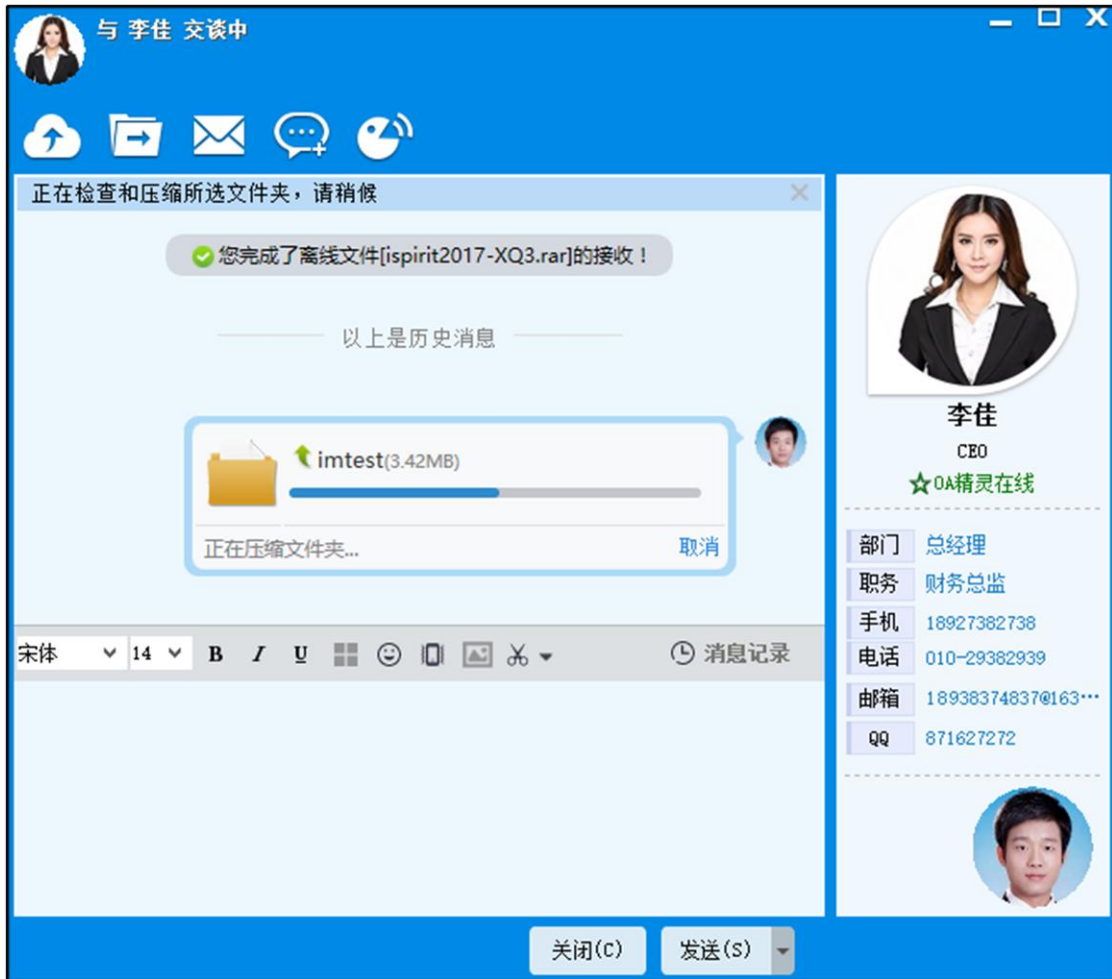 与 李佳 交谈中
正在检查和压缩所选文件夹，请稍候
您完成了离线文件[ispirit2017-XQ3.rar]的接收！
以上是历史消息
imtest(3.42MB)
正在压缩文件夹...
取消
宋体
14
B
I
U
消息记录
李佳
CEO
OA精灵在线
部门 总经理
职务 财务总监
手机 18927382738
电话 010-29382939
邮箱 18938374837@163…
QQ 871627272
关闭(C)
发送(S)